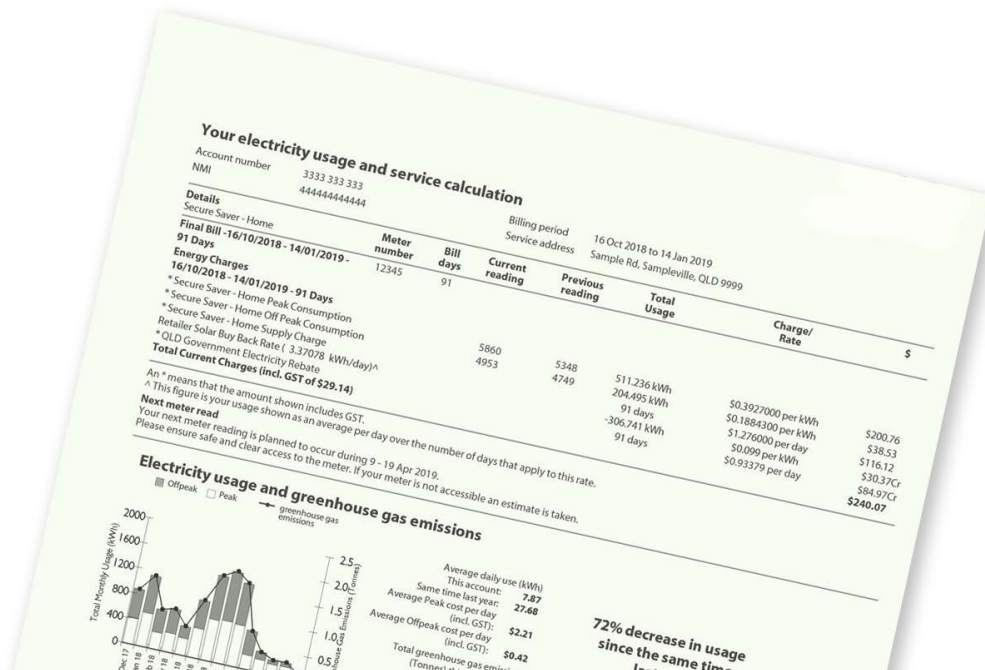 Your electricity usage and service calculation
Account number 3333 333 333
NMI 444444444444
Billing period 16 Oct 2018 to 14 Jan 2019
Service address Sample Rd, Sampleville, QLD 9999
Details Meter number Bill days Current reading Previous reading Total Usage Charge/ Rate $
Secure Saver - Home
Final Bill -16/10/2018 - 14/01/2019 - 12345 91
91 Days
Energy Charges
16/10/2018 - 14/01/2019 - 91 Days
* Secure Saver - Home Peak Consumption 5860 5348 511.236 kWh $0.3927000 per kWh $200.76
* Secure Saver - Home Off Peak Consumption 4953 4749 204.495 kWh $0.1884300 per kWh $38.53
* Secure Saver - Home Supply Charge 91 days $1.276000 per day $116.12
Retailer Solar Buy Back Rate ( 3.37078 kWh/day)^ -306.741 kWh $0.099 per kWh $30.37Cr
* QLD Government Electricity Rebate 91 days $0.93379 per day $84.97Cr
Total Current Charges (incl. GST of $29.14) $240.07
An * means that the amount shown includes GST.
^ This figure is your usage shown as an average per day over the number of days that apply to this rate.
Next meter read
Your next meter reading is planned to occur during 9 - 19 Apr 2019.
Please ensure safe and clear access to the meter. If your meter is not accessible an estimate is taken.
Electricity usage and greenhouse gas emissions
Offpeak Peak greenhouse gas
emissions
Total Monthly Usage (kWh)
2000
1600
1200
800
400
0
2.5
2.0
1.5
1.0
0.5
Gas Emissions (Tonnes)
Dec 17
Average daily use (kWh)
This account: 7.87
Same time last year: 27.68
Average Peak cost per day
(incl. GST): $2.21
Average Offpeak cost per day
(incl. GST): $0.42
Total greenhouse gas
(Tonnes)
72% decrease in usage
since the same time